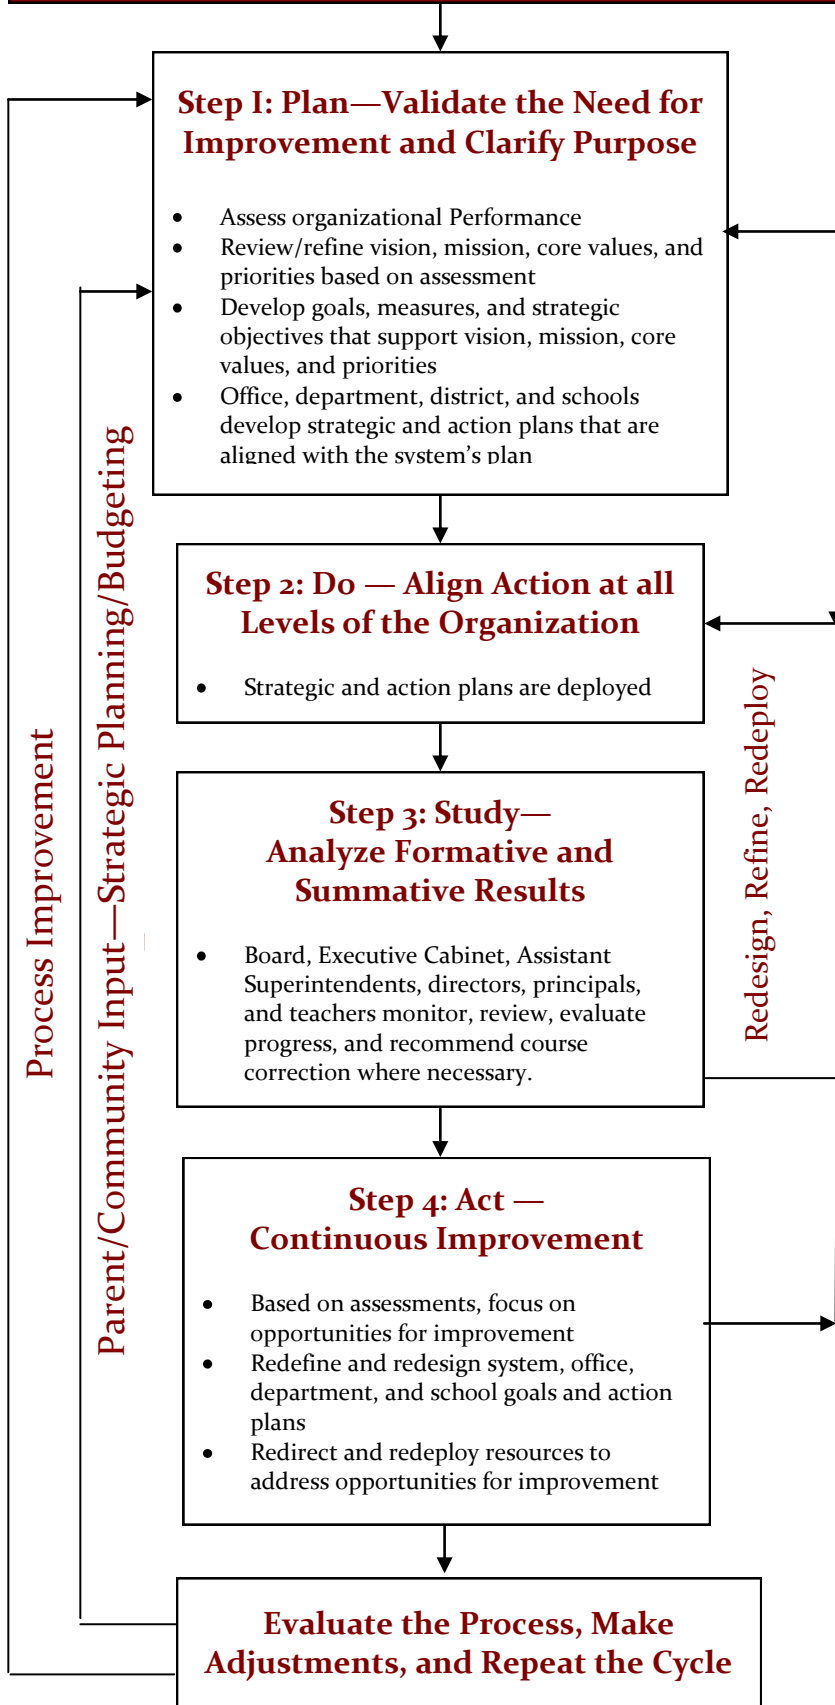 Step I: Plan—Validate the Need for
Improvement and Clarify Purpose
• Assess organizational Performance
• Review/refine vision, mission, core values, and
priorities based on assessment
• Develop goals, measures, and strategic
objectives that support vision, mission, core
values, and priorities
• Office, department, district, and schools
develop strategic and action plans that are
aligned with the system's plan
Step 2: Do — Align Action at all
Levels of the Organization
• Strategic and action plans are deployed
Step 3: Study—
Analyze Formative and
Summative Results
• Board, Executive Cabinet, Assistant
Superintendents, directors, principals,
and teachers monitor, review, evaluate
progress, and recommend course
correction where necessary.
Step 4: Act —
Continuous Improvement
• Based on assessments, focus on
opportunities for improvement
• Redefine and redesign system, office,
department, and school goals and action
plans
• Redirect and redeploy resources to
address opportunities for improvement
Evaluate the Process, Make
Adjustments, and Repeat the Cycle
Process Improvement
Parent/Community Input—Strategic Planning/Budgeting
Redesign, Refine, Redeploy